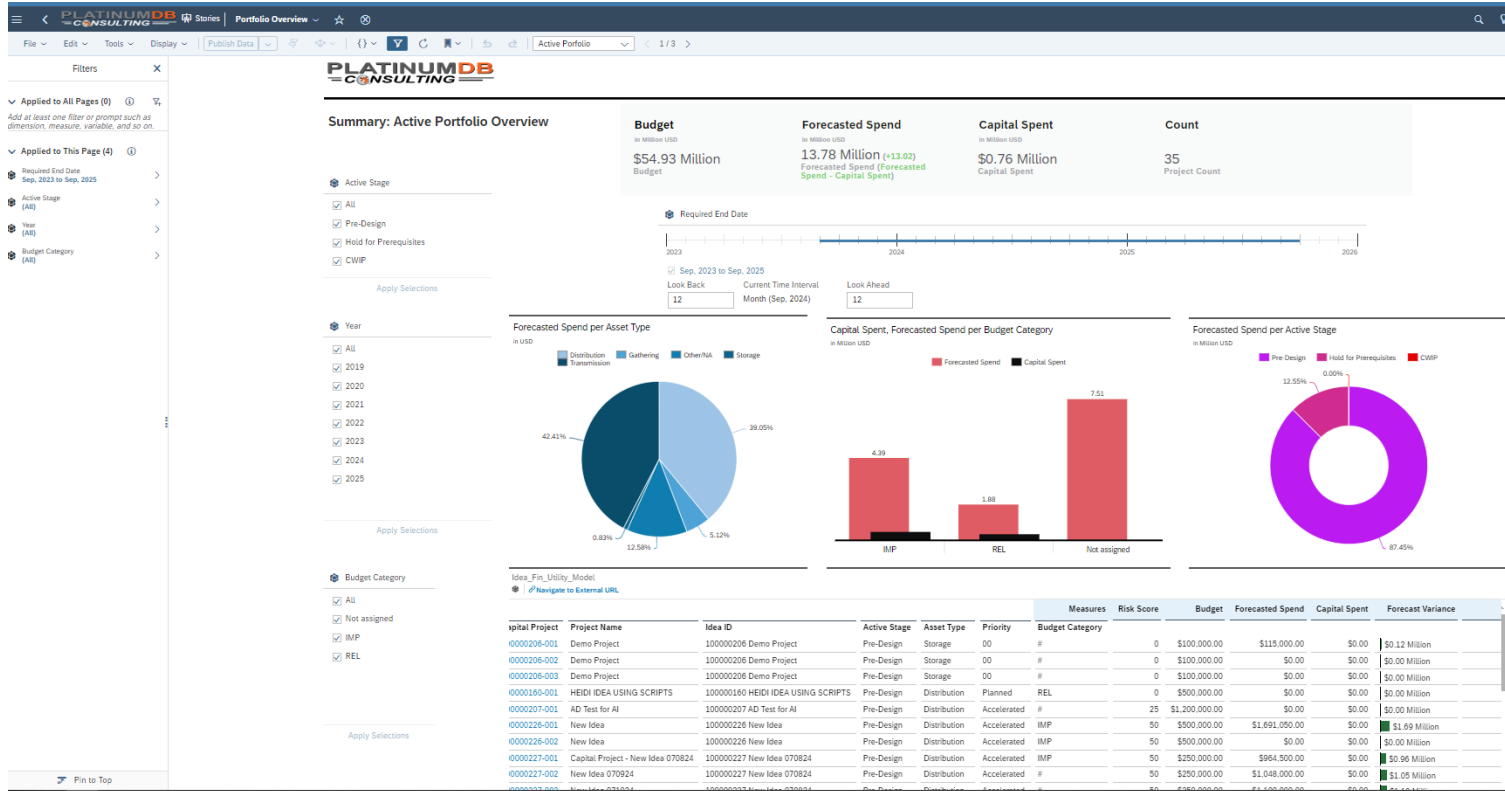 PLATINUMDB
CONSULTING
Stories
Portfolio Overview
File
Edit
Tools
Display
Publish Data
{}
Active Porfolio
1/3
Filters
Applied to All Pages (0)
Add at least one filter or prompt such as
dimension, measure, variable, and so on.
Applied to This Page (4)
Required End Date
Sep, 2023 to Sep, 2025
Active Stage
(All)
Year
(All)
Budget Category
(All)
Pin to Top
PLATINUMDB
CONSULTING
Summary: Active Portfolio Overview
Budget
in Million USD
$54.93 Million
Budget
Forecasted Spend
in Million USD
13.78 Million (+13.02)
Forecasted Spend (Forecasted
Spend - Capital Spent)
Capital Spent
in Million USD
$0.76 Million
Capital Spent
Count
35
Project Count
Active Stage
All
Pre-Design
Hold for Prerequisites
CWIP
Apply Selections
Required End Date
2023 2024 2025 2026
Sep, 2023 to Sep, 2025
Look Back Current Time Interval Look Ahead
12 Month (Sep, 2024) 12
Year
All
2019
2020
2021
2022
2023
2024
2025
Apply Selections
Budget Category
All
Not assigned
IMP
REL
Apply Selections
Forecasted Spend per Asset Type
in USD
Distribution Gathering Other/NA Storage
Transmission
42.41%
39.05%
0.83%
12.58%
5.12%
Capital Spent, Forecasted Spend per Budget Category
in Million USD
Forecasted Spend Capital Spent
7.51
4.39
1.88
IMP REL Not assigned
Forecasted Spend per Active Stage
in Million USD
Pre-Design Hold for Prerequisites CWIP
0.00%
12.55%
87.45%
Idea_Fin_Utility_Model
Navigate to External URL
Measures Risk Score Budget Forecasted Spend Capital Spent Forecast Variance
apital Project Project Name Idea ID Active Stage Asset Type Priority Budget Category
0000206-001 Demo Project 100000206 Demo Project Pre-Design Storage 00 # 0 $100,000.00 $115,000.00 $0.00 $0.12 Million
0000206-002 Demo Project 100000206 Demo Project Pre-Design Storage 00 # 0 $100,000.00 $0.00 $0.00 $0.00 Million
0000206-003 Demo Project 100000206 Demo Project Pre-Design Storage 00 # 0 $100,000.00 $0.00 $0.00 $0.00 Million
0000160-001 HEIDI IDEA USING SCRIPTS 100000160 HEIDI IDEA USING SCRIPTS Pre-Design Distribution Planned REL 0 $500,000.00 $0.00 $0.00 $0.00 Million
0000207-001 AD Test for AI 100000207 AD Test for AI Pre-Design Distribution Accelerated # 25 $1,200,000.00 $0.00 $0.00 $0.00 Million
0000226-001 New Idea 100000226 New Idea Pre-Design Distribution Accelerated IMP 50 $500,000.00 $1,691,050.00 $0.00 $1.69 Million
0000226-002 New Idea 100000226 New Idea Pre-Design Distribution Accelerated IMP 50 $500,000.00 $0.00 $0.00 $0.00 Million
0000227-001 Capital Project - New Idea 070824 100000227 New Idea 070824 Pre-Design Distribution Accelerated IMP 50 $250,000.00 $964,500.00 $0.00 $0.96 Million
0000227-002 New Idea 070924 100000227 New Idea 070824 Pre-Design Distribution Accelerated # 50 $250,000.00 $1,048,000.00 $0.00 $1.05 Million